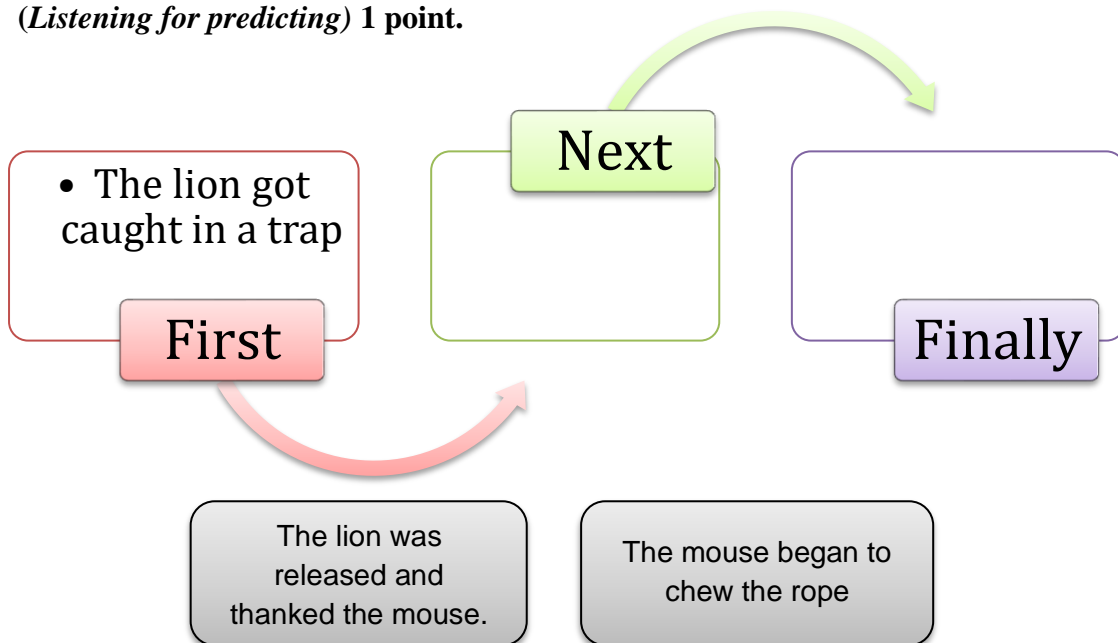 (Listening for predicting) 1 point.
Next
• The lion got
caught in a trap
First
Finally
The lion was
released and
thanked the mouse.
The mouse began to
chew the rope